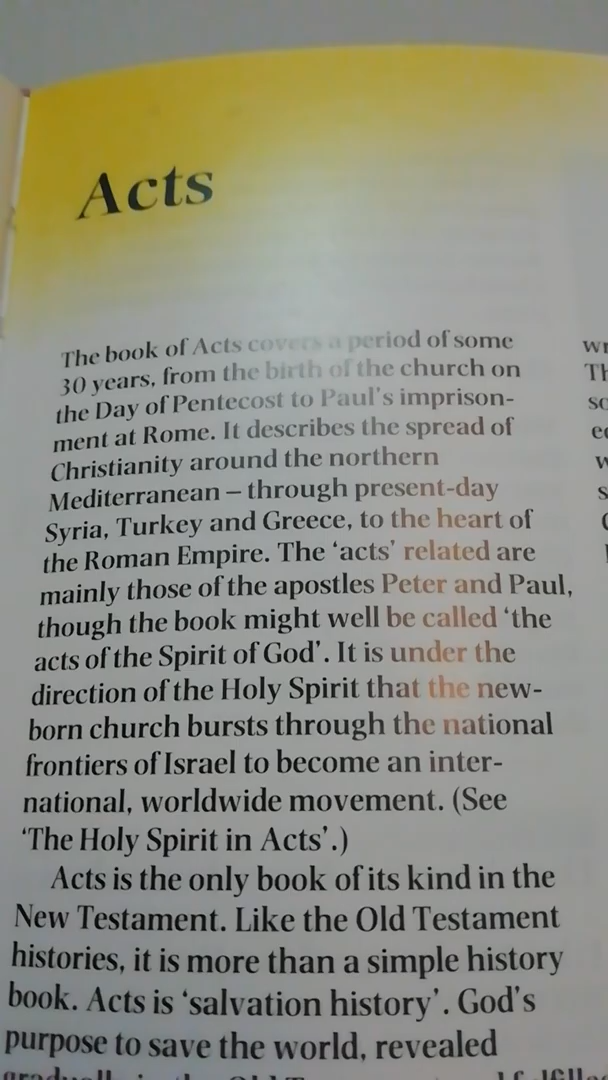 Acts
The book of Acts covers a period of some
30 years, from the birth of the church on
the Day of Pentecost to Paul's imprison-
ment at Rome. It describes the spread of
Christianity around the northern
Mediterranean – through present-day
Syria, Turkey and Greece, to the heart of
the Roman Empire. The 'acts' related are
mainly those of the apostles Peter and Paul,
though the book might well be called 'the
acts of the Spirit of God'. It is under the
direction of the Holy Spirit that the new-
born church bursts through the national
frontiers of Israel to become an inter-
national, worldwide movement. (See
'The Holy Spirit in Acts'.)
Acts is the only book of its kind in the
New Testament. Like the Old Testament
histories, it is more than a simple history
book. Acts is 'salvation history'. God's
purpose to save the world, revealed